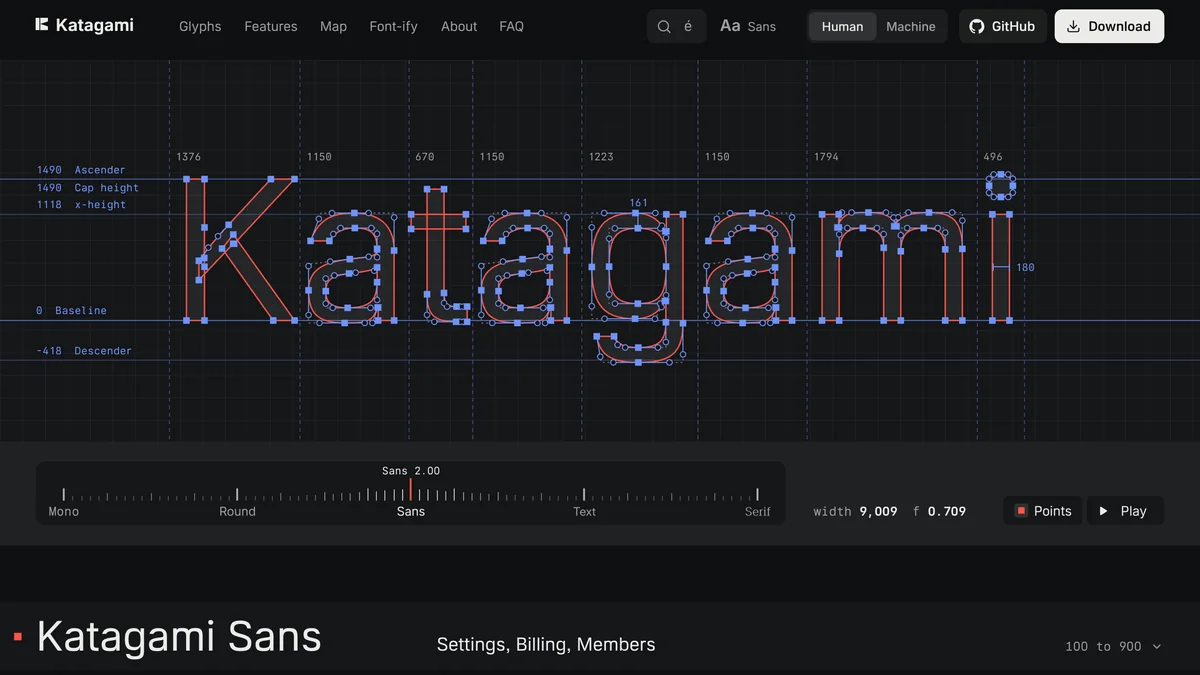 Katagami Glyphs Features Map Font-ify About FAQ é Aa Sans Human Machine GitHub Download
1376 1150 670 1150 1223 1150 1794 496
1490 Ascender
1490 Cap height
1118 x-height
161
Katagami
180
0 Baseline
-418 Descender
Sans 2.00
Mono Round Sans Text Serif
width 9,009 f 0.709 Points Play
Katagami Sans Settings, Billing, Members 100 to 900